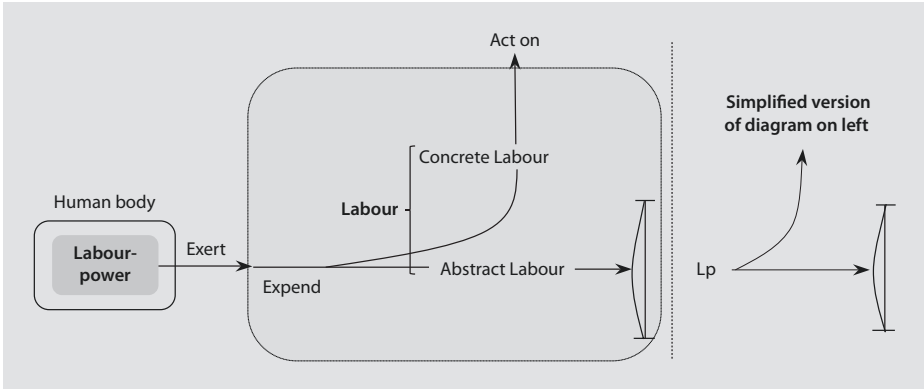 Act on
Simplified version
of diagram on left
Concrete Labour
Human body
Labour
Labour-
power
Exert
Expend
Abstract Labour
Lp